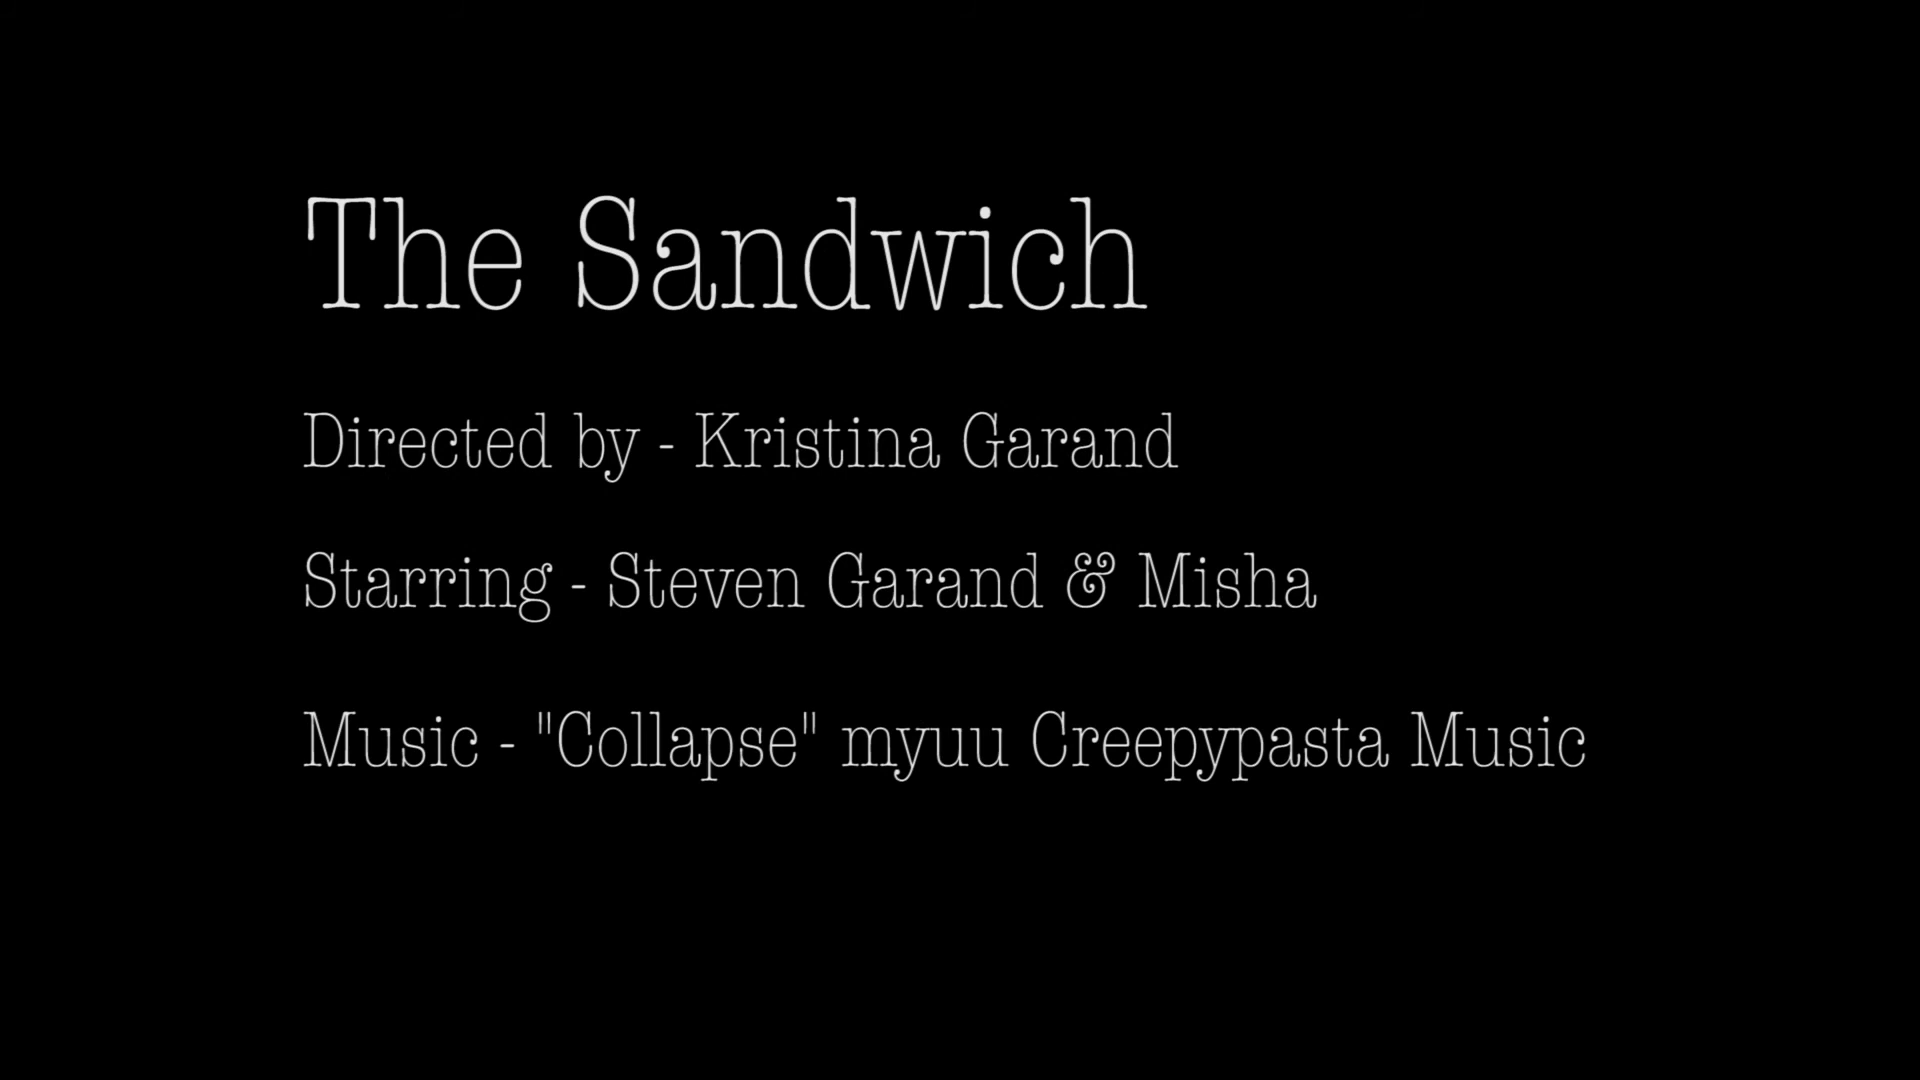 The Sandwich
Directed by - Kristina Garand
Starring - Steven Garand & Misha
Music - "Collapse" myuu Creepypasta Music